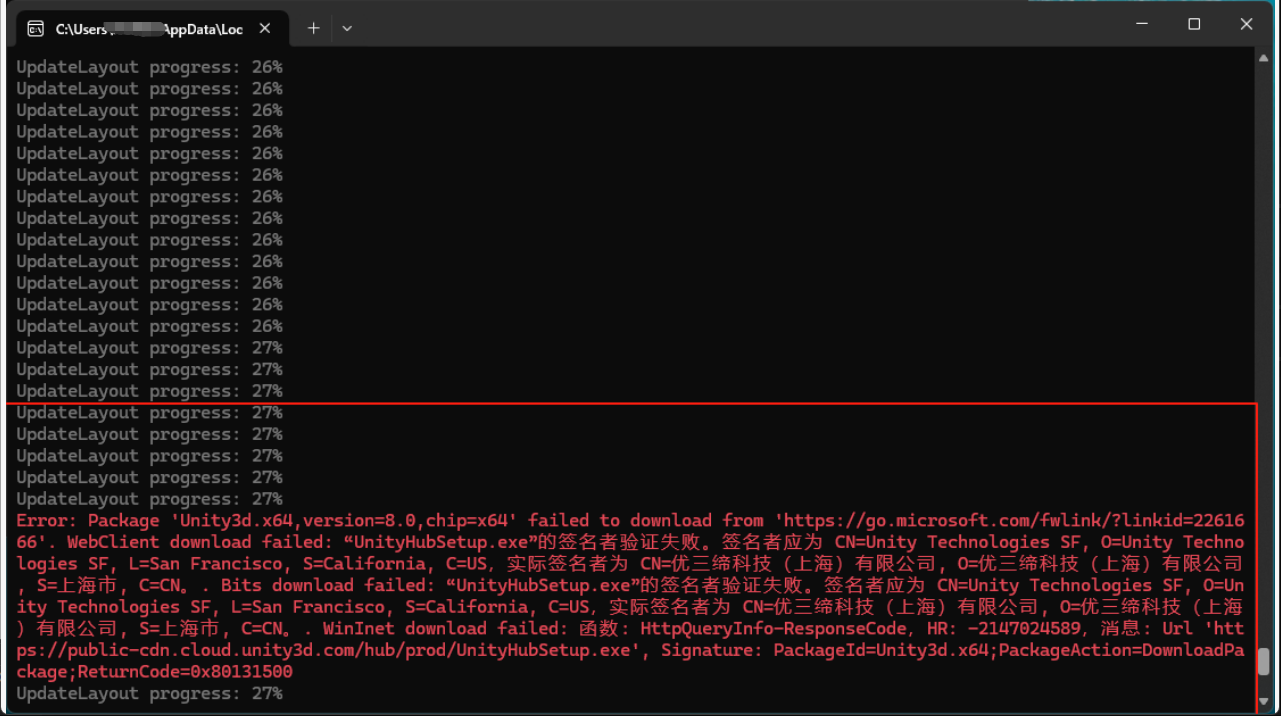 C:\Users\ AppData\Loc
UpdateLayout progress: 26%
UpdateLayout progress: 26%
UpdateLayout progress: 26%
UpdateLayout progress: 26%
UpdateLayout progress: 26%
UpdateLayout progress: 26%
UpdateLayout progress: 26%
UpdateLayout progress: 26%
UpdateLayout progress: 26%
UpdateLayout progress: 26%
UpdateLayout progress: 26%
UpdateLayout progress: 26%
UpdateLayout progress: 26%
UpdateLayout progress: 27%
UpdateLayout progress: 27%
UpdateLayout progress: 27%
UpdateLayout progress: 27%
UpdateLayout progress: 27%
UpdateLayout progress: 27%
UpdateLayout progress: 27%
UpdateLayout progress: 27%
Error: Package 'Unity3d.x64,version=8.0,chip=x64' failed to download from 'https://go.microsoft.com/fwlink/?linkid=22616
66'. WebClient download failed: “UnityHubSetup.exe”的签名者验证失败。签名者应为 CN=Unity Technologies SF, O=Unity Techno
logies SF, L=San Francisco, S=California, C=US，实际签名者为 CN=优三缔科技（上海）有限公司, O=优三缔科技（上海）有限公司
, S=上海市, C=CN。. Bits download failed: “UnityHubSetup.exe”的签名者验证失败。签名者应为 CN=Unity Technologies SF, O=Un
ity Technologies SF, L=San Francisco, S=California, C=US，实际签名者为 CN=优三缔科技（上海）有限公司, O=优三缔科技（上海
）有限公司, S=上海市, C=CN。. WinInet download failed: 函数: HttpQueryInfo-ResponseCode，HR: -2147024589，消息: Url 'htt
ps://public-cdn.cloud.unity3d.com/hub/prod/UnityHubSetup.exe', Signature: PackageId=Unity3d.x64;PackageAction=DownloadPa
ckage;ReturnCode=0x80131500
UpdateLayout progress: 27%